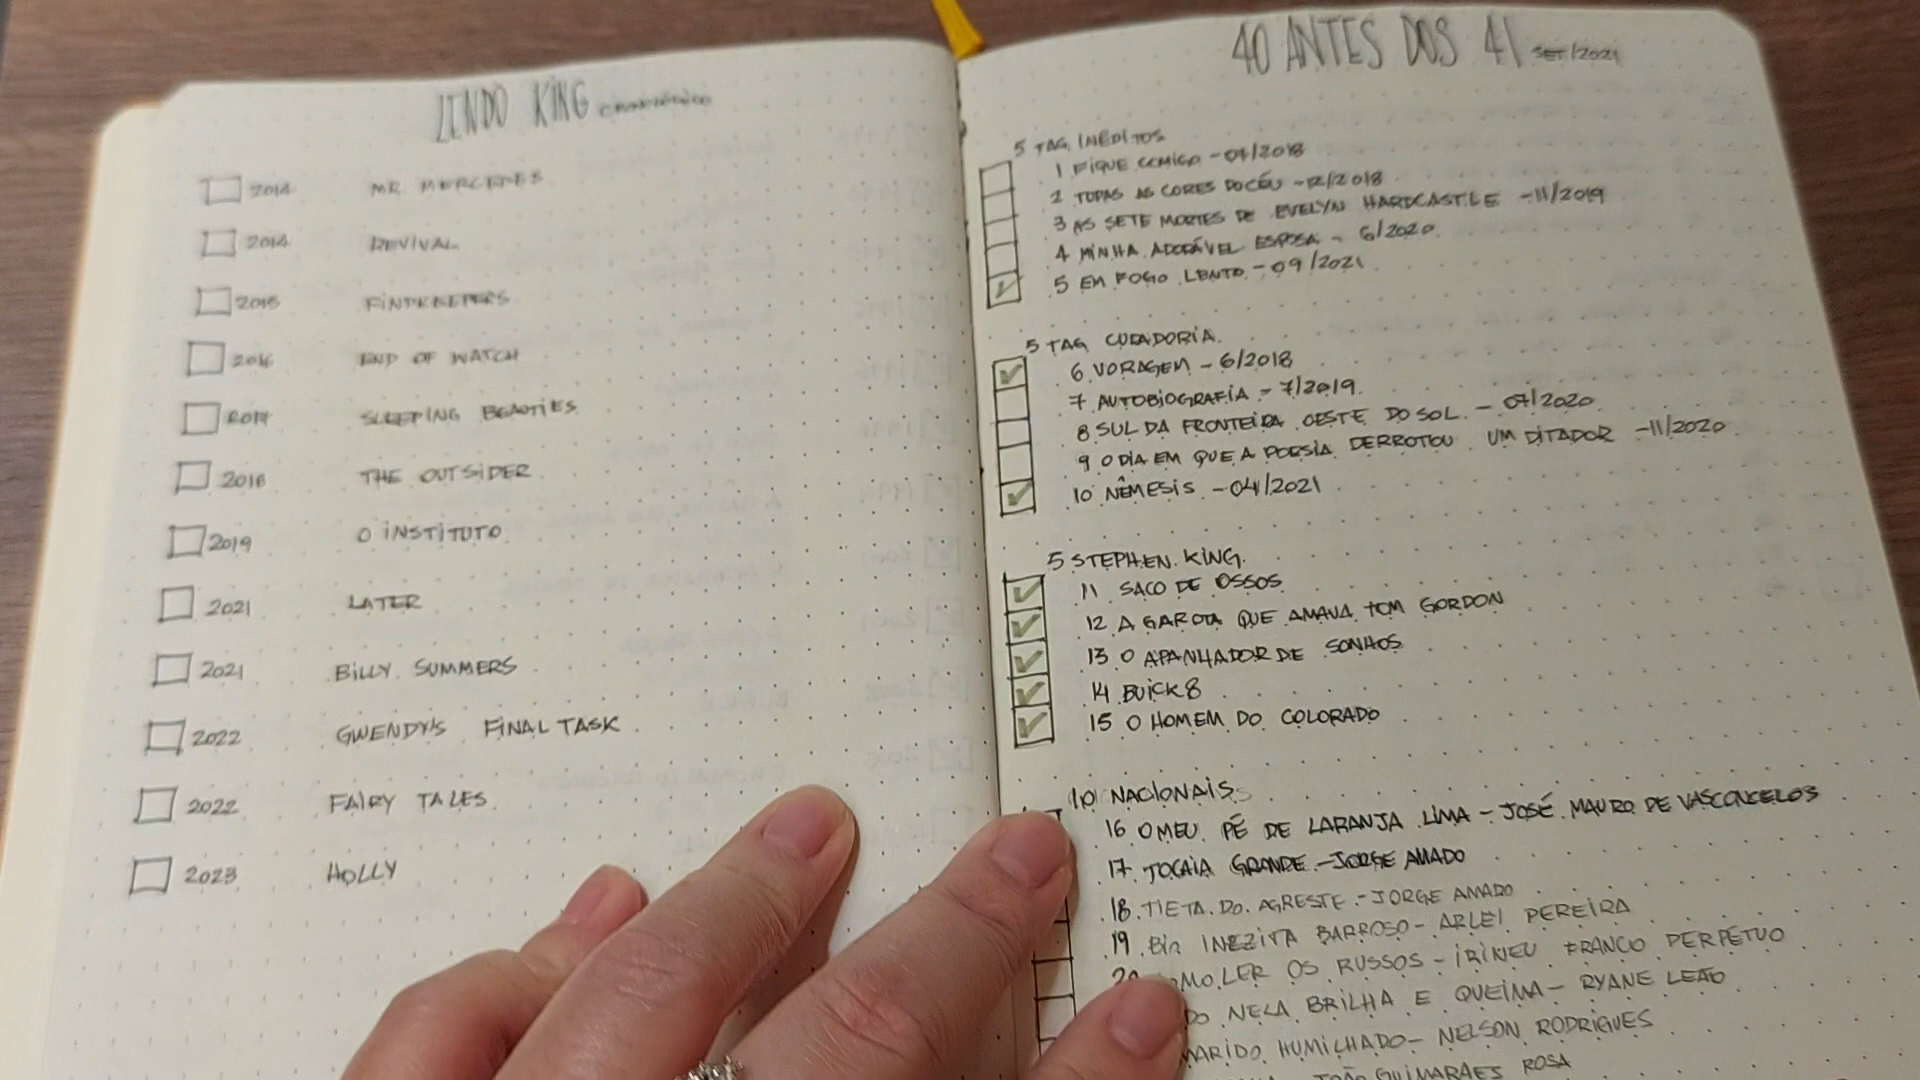 LENDO KING CRONOLÓGICO
2014 MR. MERCEDES
2014 REVIVAL
2015 FINDKEEPERS
2016 END OF WATCH
2017 SLEEPING BEAUTIES
2018 THE OUTSIDER
2019 O INSTITUTO
2021 LATER
2021 BILLY SUMMERS
2022 GWENDY'S FINAL TASK
2022 FAIRY TALES
2023 HOLLY
40 ANTES DOS 41 SET/2021
5 TAG INÉDITOS
1 FIQUE COMIGO - 07/2018
2 TODAS AS CORES DO CÉU - 12/2018
3 AS SETE MORTES DE EVELYN HARDCASTLE - 11/2019
4 MINHA ADORÁVEL ESPOSA - 6/2020
5 EM FOGO LENTO - 09/2021
5 TAG CURADORIA
6 VORAGEM - 6/2018
7 AUTOBIOGRAFIA - 7/2019
8 SUL DA FRONTEIRA OESTE DO SOL - 07/2020
9 O DIA EM QUE A POESIA DERROTOU UM DITADOR - 11/2020
10 NÊMESIS - 04/2021
5 STEPHEN KING
11 SACO DE OSSOS
12 A GAROTA QUE AMAVA TOM GORDON
13 O APANHADOR DE SONHOS
14 BUICK 8
15 O HOMEM DO COLORADO
10 NACIONAIS
16 O MEU PÉ DE LARANJA LIMA - JOSÉ MAURO DE VASCONCELOS
17 TOCAIA GRANDE - JORGE AMADO
18 TIETA DO AGRESTE - JORGE AMADO
19 INEZITA BARROSO - ARLEI PEREIRA
20 LER OS RUSSOS - IRINEU FRANCO PERPÉTUO
NELA BRILHA E QUEIMA - RYANE LEÃO
MARIDO HUMILHADO - NELSON RODRIGUES
JOÃO GUIMARÃES ROSA